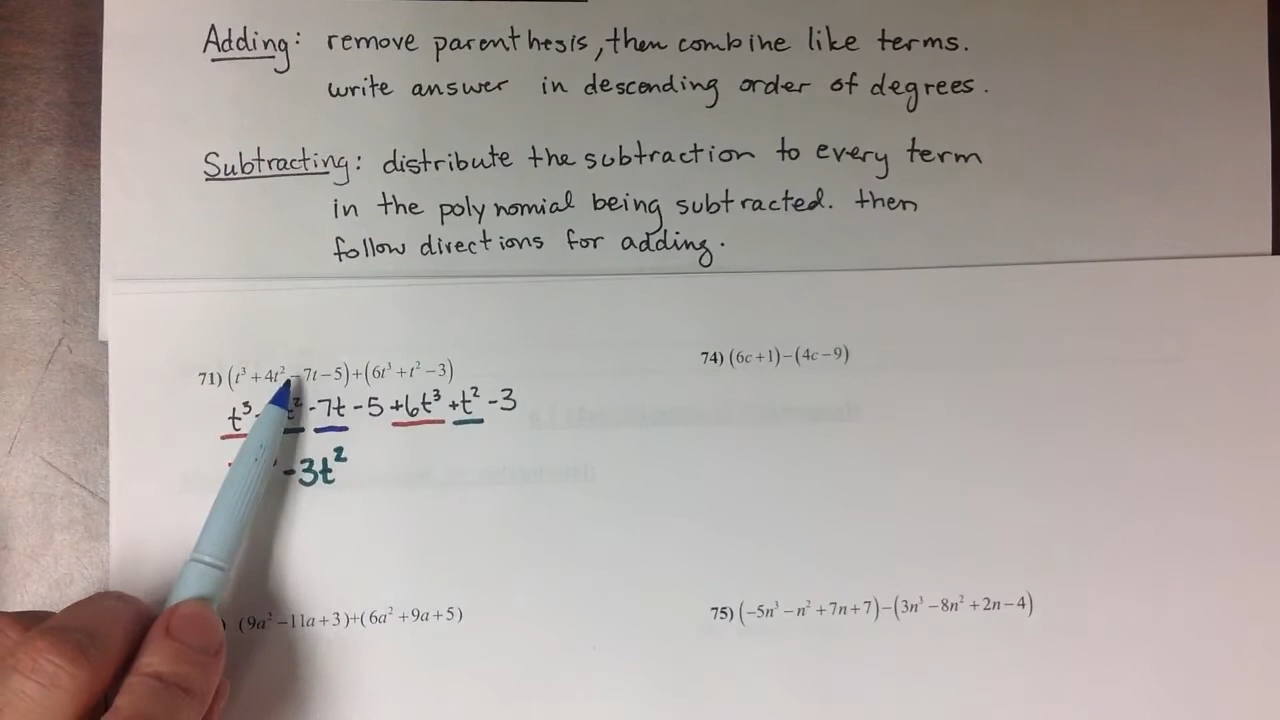 Adding: remove parenthesis, then combine like terms.
write answer in descending order of degrees.
Subtracting: distribute the subtraction to every term
in the polynomial being subtracted. then
follow directions for adding.
71) (t³ + 4t² − 7t − 5) + (6t³ + t² − 3)
t³ t² - 7t - 5 + 6t³ + t² - 3
- 3t²
74) (6c + 1) − (4c − 9)
) (9a² − 11a + 3) + (6a² + 9a + 5)
75) (−5n³ − n² + 7n + 7) − (3n³ − 8n² + 2n − 4)